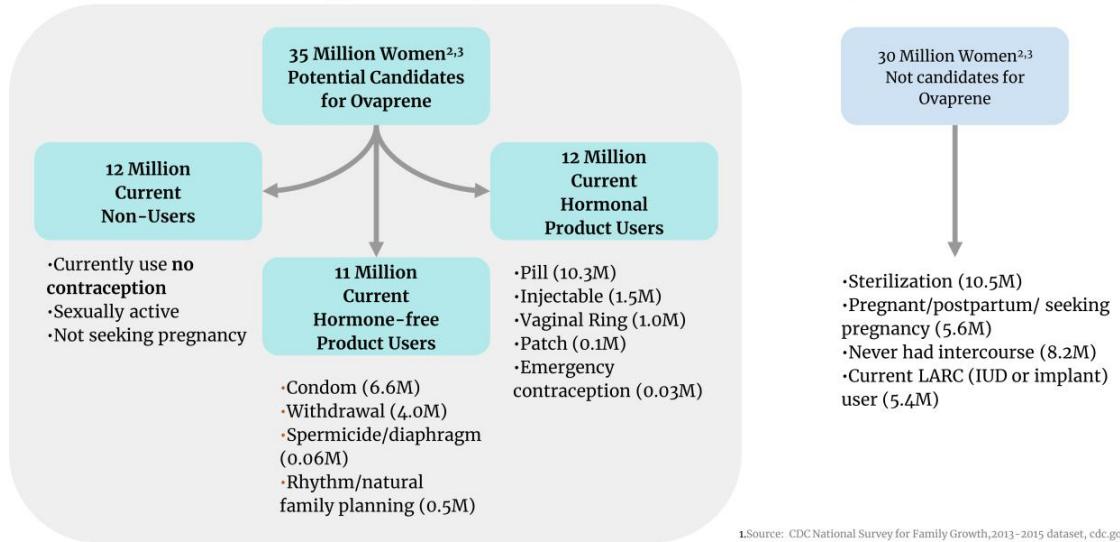 35 Million Women2,3
Potential Candidates
for Ovaprene
12 Million
Current
Non-Users
·Currently use no
contraception
·Sexually active
·Not seeking pregnancy
11 Million
Current
Hormone-free
Product Users
·Condom (6.6M)
·Withdrawal (4.0M)
·Spermicide/diaphragm
(0.06M)
·Rhythm/natural
family planning (0.5M)
12 Million
Current
Hormonal
Product Users
·Pill (10.3M)
·Injectable (1.5M)
·Vaginal Ring (1.0M)
·Patch (0.1M)
·Emergency
contraception (0.03M)
30 Million Women2,3
Not candidates for
Ovaprene
·Sterilization (10.5M)
·Pregnant/postpartum/ seeking
pregnancy (5.6M)
·Never had intercourse (8.2M)
·Current LARC (IUD or implant)
user (5.4M)
1.Source: CDC National Survey for Family Growth,2013-2015 dataset,